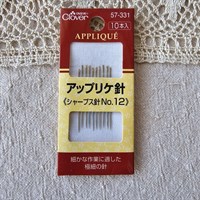 Clover
57-331
10本入
APPLIQUÉ
アップリケ針
《シャープス針No.12》
細かな作業に適した
極細の針